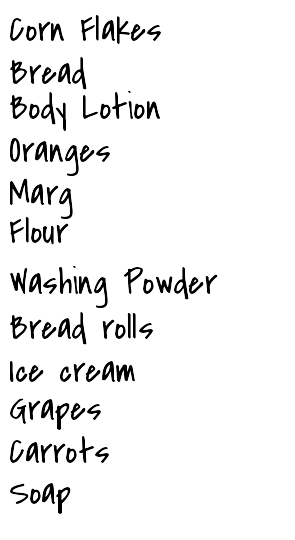 Corn Flakes
Bread
Body Lotion
Oranges
Marg
Flour
Washing Powder
Bread rolls
Ice cream
Grapes
Carrots
Soap